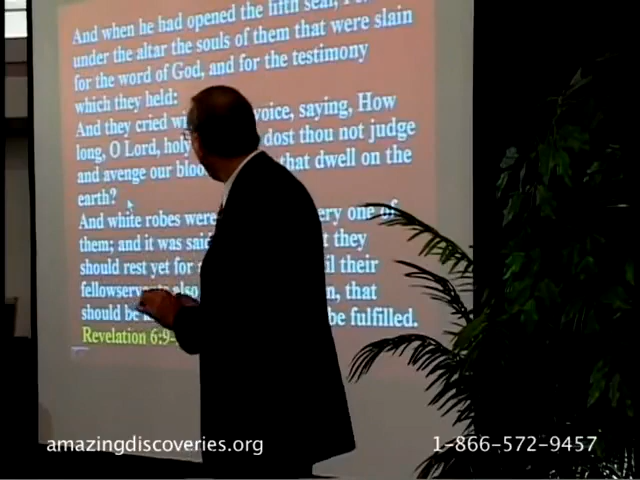 And when he had opened the fifth seal, I
under the altar the souls of them that were slain
for the word of God, and for the testimony
which they held:
And they cried voice, saying, How
long, O Lord, holy dost thou not judge
and avenge our blood that dwell on the
earth?
And white robes were every one of
them; and it was said they
should rest yet for their
fellowservants also that
should be be fulfilled.
Revelation 6:9-
amazingdiscoveries.org 1-866-572-9457